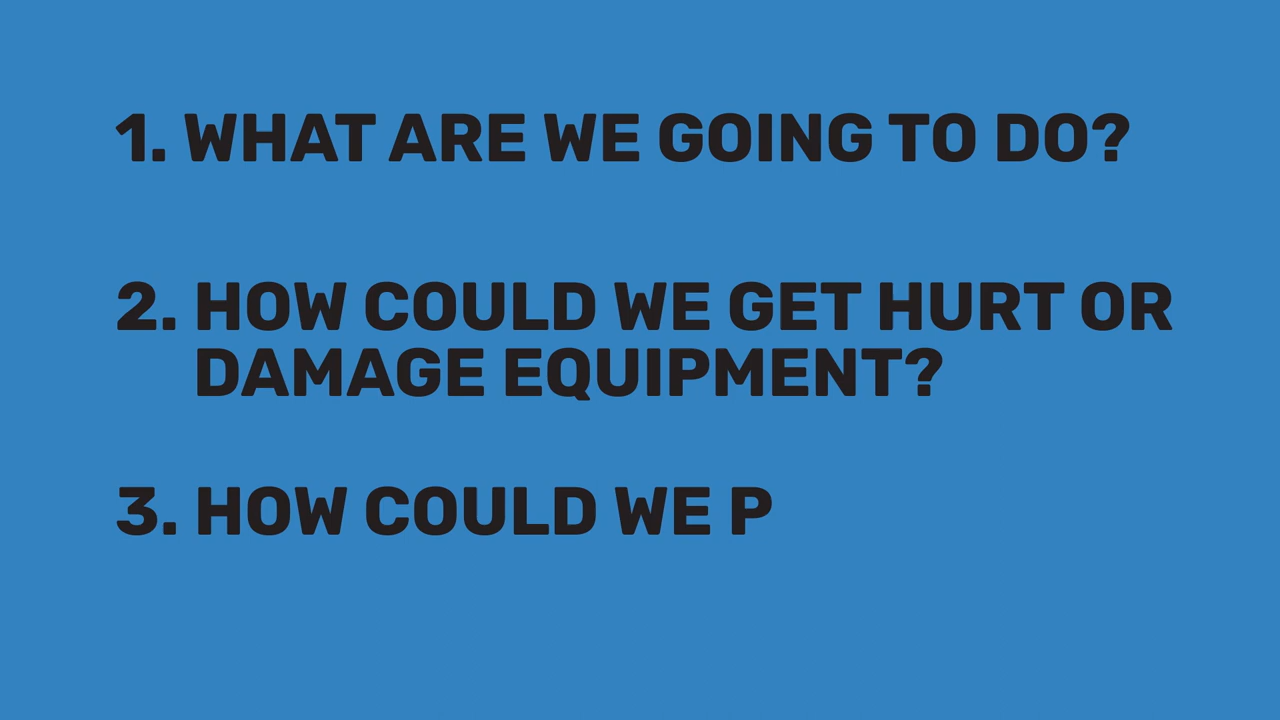 1. WHAT ARE WE GOING TO DO?
2. HOW COULD WE GET HURT OR
DAMAGE EQUIPMENT?
3. HOW COULD WE P